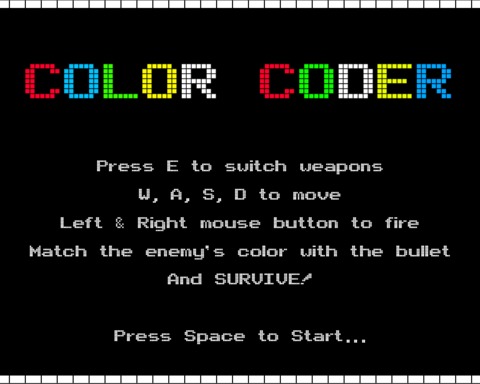 COLOR CODER
Press E to switch weapons
W, A, S, D to move
Left & Right mouse button to fire
Match the enemy's color with the bullet
And SURVIVE!
Press Space to Start...